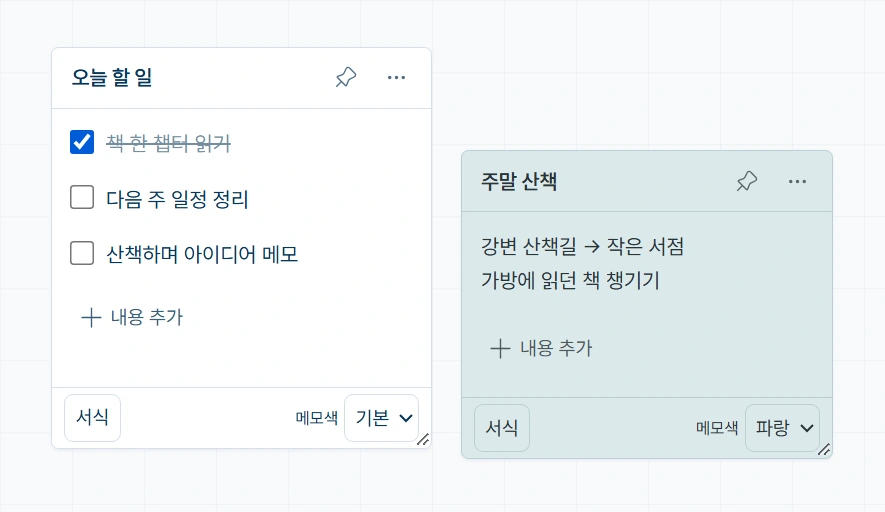 오늘 할 일
책 한 챕터 읽기
다음 주 일정 정리
산책하며 아이디어 메모
내용 추가
서식
메모색
기본
주말 산책
강변 산책길 → 작은 서점
가방에 읽던 책 챙기기
내용 추가
서식
메모색
파랑